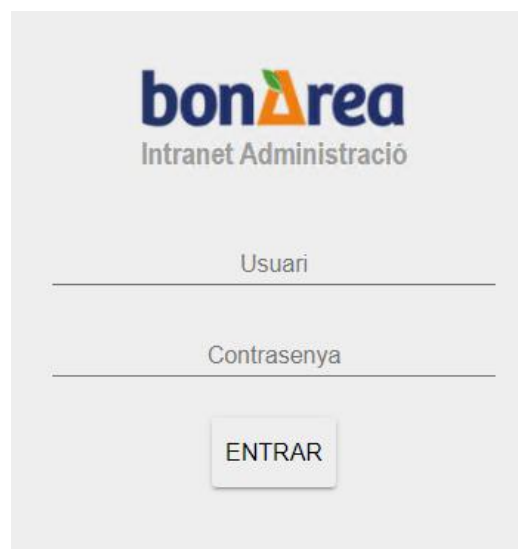 bonÀrea
Intranet Administració
Usuari
Contrasenya
ENTRAR